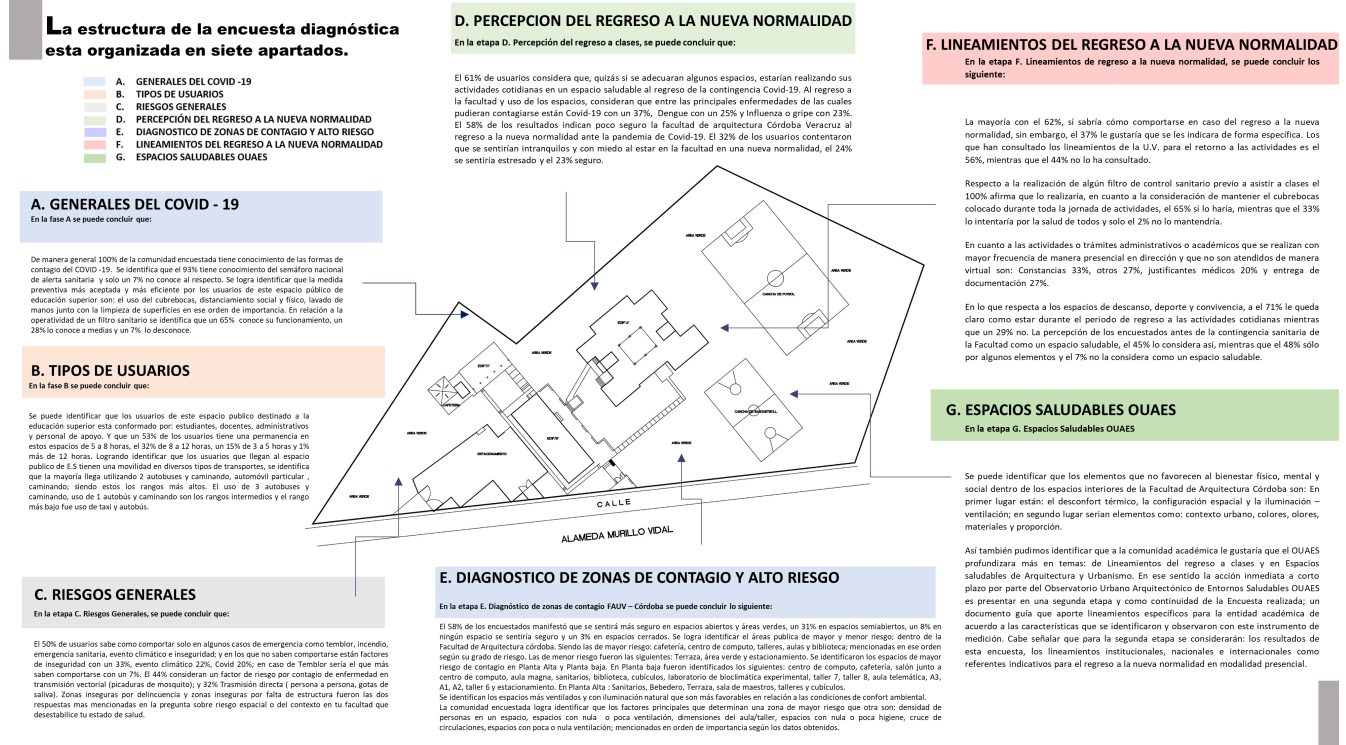 La estructura de la encuesta diagnóstica
esta organizada en siete apartados.
A. GENERALES DEL COVID -19
B. TIPOS DE USUARIOS
C. RIESGOS GENERALES
D. PERCEPCIÓN DEL REGRESO A LA NUEVA NORMALIDAD
E. DIAGNOSTICO DE ZONAS DE CONTAGIO Y ALTO RIESGO
F. LINEAMIENTOS DEL REGRESO A LA NUEVA NORMALIDAD
G. ESPACIOS SALUDABLES OUAES
A. GENERALES DEL COVID - 19
En la fase A se puede concluir que:
De manera general 100% de la comunidad encuestada tiene conocimiento de las formas de
contagio del COVID -19. Se identifica que el 93% tiene conocimiento del semáforo nacional
de alerta sanitaria y solo un 7% no conoce al respecto. Se logra identificar que la medida
preventiva más aceptada y más eficiente por los usuarios de este espacio público de
educación superior son: el uso del cubrebocas, distanciamiento social y físico, lavado de
manos junto con la limpieza de superficies en ese orden de importancia. En relación a la
operatividad de un filtro sanitario se identifica que un 65% conoce su funcionamiento, un
28% lo conoce a medias y un 7% lo desconoce.
B. TIPOS DE USUARIOS
En la fase B se puede concluir que:
Se puede identificar que los usuarios de este espacio publico destinado a la
educación superior esta conformado por: estudiantes, docentes, administrativos
y personal de apoyo. Y que un 53% de los usuarios tiene una permanencia en
estos espacios de 5 a 8 horas, el 32% de 8 a 12 horas, un 15% de 3 a 5 horas y 1%
más de 12 horas. Logrando identificar que los usuarios que llegan al espacio
publico de E.S tienen una movilidad en diversos tipos de transportes, se identifica
que la mayoría llega utilizando 2 autobuses y caminando, automóvil particular ,
caminando; siendo estos los rangos más altos. El uso de 3 autobuses y
caminando, uso de 1 autobús y caminando son los rangos intermedios y el rango
más bajo fue uso de taxi y autobús.
C. RIESGOS GENERALES
En la etapa C. Riesgos Generales, se puede concluir que:
El 50% de usuarios sabe como comportar solo en algunos casos de emergencia como temblor, incendio,
emergencia sanitaria, evento climático e inseguridad; y en los que no saben comportarse están factores
de inseguridad con un 33%, evento climático 22%, Covid 20%; en caso de Temblor sería el que más
saben comportarse con un 7%. El 44% consideran un factor de riesgo por contagio de enfermedad en
transmisión vectorial (picaduras de mosquito); y 32% Trasmisión directa ( persona a persona, gotas de
saliva). Zonas inseguras por delincuencia y zonas inseguras por falta de estructura fueron las dos
respuestas mas mencionadas en la pregunta sobre riesgo espacial o del contexto en tu facultad que
desestabilice tu estado de salud.
D. PERCEPCION DEL REGRESO A LA NUEVA NORMALIDAD
En la etapa D. Percepción del regreso a clases, se puede concluir que:
El 61% de usuarios considera que, quizás si se adecuaran algunos espacios, estarían realizando sus
actividades cotidianas en un espacio saludable al regreso de la contingencia Covid-19. Al regreso a
la facultad y uso de los espacios, consideran que entre las principales enfermedades de las cuales
pudieran contagiarse están Covid-19 con un 37%, Dengue con un 25% y Influenza o gripe con 23%.
El 58% de los resultados indican poco seguro la facultad de arquitectura Córdoba Veracruz al
regreso a la nueva normalidad ante la pandemia de Covid-19. El 32% de usuarios contentaron
que se sentirían intranquilos y con miedo al estar en la facultad en una nueva normalidad, el 24%
se sentiría estresado y el 23% seguro.
AREA VERDE
AREA VERDE
CANCHA DE FUTBOL
EDIF"A"
AREA VERDE
AREA VERDE
EDIF"C"
AREA VERDE
CAFETERIA
CANCHA DE BASQUETBOLL
AREA VERDE
EDIF"B"
AREA VERDE
ESTACIONAMIENTO
AREA VERDE
CALLE
ALAMEDA MURILLO VIDAL
E. DIAGNOSTICO DE ZONAS DE CONTAGIO Y ALTO RIESGO
En la etapa E. Diagnóstico de zonas de contagio FAUV – Córdoba se puede concluir lo siguiente:
El 58% de los encuestados manifestó que se sentirá más seguro en espacios abiertos y áreas verdes, un 31% en espacios semiabiertos, un 8% en
ningún espacio se sentiría seguro y un 3% en espacios cerrados. Se logra identificar el áreas publica de mayor y menor riesgo; dentro de la
Facultad de Arquitectura córdoba. Siendo las de mayor riesgo: cafetería, centro de computo, talleres, aulas y biblioteca; mencionadas en ese orden
según su grado de riesgo. Las de menor riesgo fueron las siguientes: Terraza, área verde y estacionamiento. Se identificaron los espacios de mayor
riesgo de contagio en Planta Alta y Planta baja. En Planta baja fueron identificados los siguientes: centro de computo, cafetería, salón junto a
centro de computo, aula magna, sanitarios, biblioteca, cubículos, laboratorio de bioclimática experimental, taller 7, taller 8, aula telemática, A3,
A1, A2, taller 6 y estacionamiento. En Planta Alta : Sanitarios, Bebedero, Terraza, sala de maestros, talleres y cubículos.
Se identifican los espacios más ventilados y con iluminación natural que son más favorables en relación a las condiciones de confort ambiental.
La comunidad encuestada logra identificar que los factores principales que determinan una zona de mayor riesgo que otra son: densidad de
personas en un espacio, espacios con nula o poca ventilación, dimensiones del aula/taller, espacios con nula o poca higiene, cruce de
circulaciones, espacios con poca o nula ventilación; mencionados en orden de importancia según los datos obtenidos.
F. LINEAMIENTOS DEL REGRESO A LA NUEVA NORMALIDAD
En la etapa F. Lineamientos de regreso a la nueva normalidad, se puede concluir los
siguiente:
La mayoría con el 62%, sí sabría cómo comportarse en caso del regreso a la nueva
normalidad, sin embargo, el 37% le gustaría que se les indicara de forma específica. Los
que han consultado los lineamientos de la U.V. para el retorno a las actividades es el
56%, mientras que el 44% no lo ha consultado.
Respecto a la realización de algún filtro de control sanitario previo a asistir a clases el
100% afirma que lo realizaría, en cuanto a la consideración de mantener el cubrebocas
colocado durante toda la jornada de actividades, el 65% sí lo haría, mientras que el 33%
lo intentaría por la salud de todos y solo el 2% no lo mantendría.
En cuanto a las actividades o trámites administrativos o académicos que se realizan con
mayor frecuencia de manera presencial en dirección y que no son atendidos de manera
virtual son: Constancias 33%, otros 27%, justificantes médicos 20% y entrega de
documentación 27%.
En lo que respecta a los espacios de descanso, deporte y convivencia, a el 71% le queda
claro como estar durante el periodo de regreso a las actividades cotidianas mientras
que un 29% no. La percepción de los encuestados antes de la contingencia sanitaria de
la Facultad como un espacio saludable, el 45% lo considera así, mientras que el 48% sólo
por algunos elementos y el 7% no la considera como un espacio saludable.
G. ESPACIOS SALUDABLES OUAES
En la etapa G. Espacios Saludables OUAES
Se puede identificar que los elementos que no favorecen al bienestar físico, mental y
social dentro de los espacios interiores de la Facultad de Arquitectura Córdoba son: En
primer lugar están: el desconfort térmico, la configuración espacial y la iluminación –
ventilación; en segundo lugar serian elementos como: contexto urbano, colores, olores,
materiales y proporción.
Así también pudimos identificar que a la comunidad académica le gustaría que el OUAES
profundizara más en temas: de Lineamientos del regreso a clases y en Espacios
saludables de Arquitectura y Urbanismo. En ese sentido la acción inmediata a corto
plazo por parte del Observatorio Urbano Arquitectónico de Entornos Saludables OUAES
es presentar en una segunda etapa y como continuidad de la Encuesta realizada; un
documento guía que aporte lineamientos específicos para la entidad académica de
acuerdo a las características que se identificaron y observaron con este instrumento de
medición. Cabe señalar que para la segunda etapa se considerarán: los resultados de
esta encuesta, los lineamientos institucionales, nacionales e internacionales como
referentes indicativos para el regreso a la nueva normalidad en modalidad presencial.